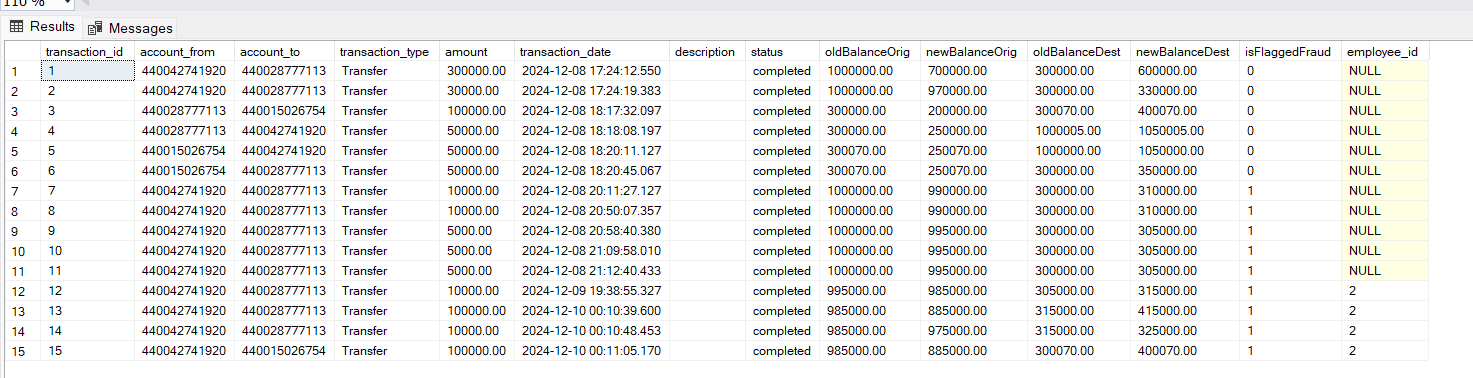 110 %
Results Messages
transaction_id account_from account_to transaction_type amount transaction_date description status oldBalanceOrig newBalanceOrig oldBalanceDest newBalanceDest isFlaggedFraud employee_id
1 1 440042741920 440028777113 Transfer 300000.00 2024-12-08 17:24:12.550 completed 1000000.00 700000.00 300000.00 600000.00 0 NULL
2 2 440042741920 440028777113 Transfer 30000.00 2024-12-08 17:24:19.383 completed 1000000.00 970000.00 300000.00 330000.00 0 NULL
3 3 440028777113 440015026754 Transfer 100000.00 2024-12-08 18:17:32.097 completed 300000.00 200000.00 300070.00 400070.00 0 NULL
4 4 440028777113 440042741920 Transfer 50000.00 2024-12-08 18:18:08.197 completed 300000.00 250000.00 1000005.00 1050005.00 0 NULL
5 5 440015026754 440042741920 Transfer 50000.00 2024-12-08 18:20:11.127 completed 300070.00 250070.00 1000000.00 1050000.00 0 NULL
6 6 440015026754 440028777113 Transfer 50000.00 2024-12-08 18:20:45.067 completed 300070.00 250070.00 300000.00 350000.00 0 NULL
7 7 440042741920 440028777113 Transfer 10000.00 2024-12-08 20:11:27.127 completed 1000000.00 990000.00 300000.00 310000.00 1 NULL
8 8 440042741920 440028777113 Transfer 10000.00 2024-12-08 20:50:07.357 completed 1000000.00 990000.00 300000.00 310000.00 1 NULL
9 9 440042741920 440028777113 Transfer 5000.00 2024-12-08 20:58:40.380 completed 1000000.00 995000.00 300000.00 305000.00 1 NULL
10 10 440042741920 440028777113 Transfer 5000.00 2024-12-08 21:09:58.010 completed 1000000.00 995000.00 300000.00 305000.00 1 NULL
11 11 440042741920 440028777113 Transfer 5000.00 2024-12-08 21:12:40.433 completed 1000000.00 995000.00 300000.00 305000.00 1 NULL
12 12 440042741920 440028777113 Transfer 10000.00 2024-12-09 19:38:55.327 completed 995000.00 985000.00 305000.00 315000.00 1 2
13 13 440042741920 440028777113 Transfer 100000.00 2024-12-10 00:10:39.600 completed 985000.00 885000.00 315000.00 415000.00 1 2
14 14 440042741920 440028777113 Transfer 10000.00 2024-12-10 00:10:48.453 completed 985000.00 975000.00 315000.00 325000.00 1 2
15 15 440042741920 440015026754 Transfer 100000.00 2024-12-10 00:11:05.170 completed 985000.00 885000.00 300070.00 400070.00 1 2